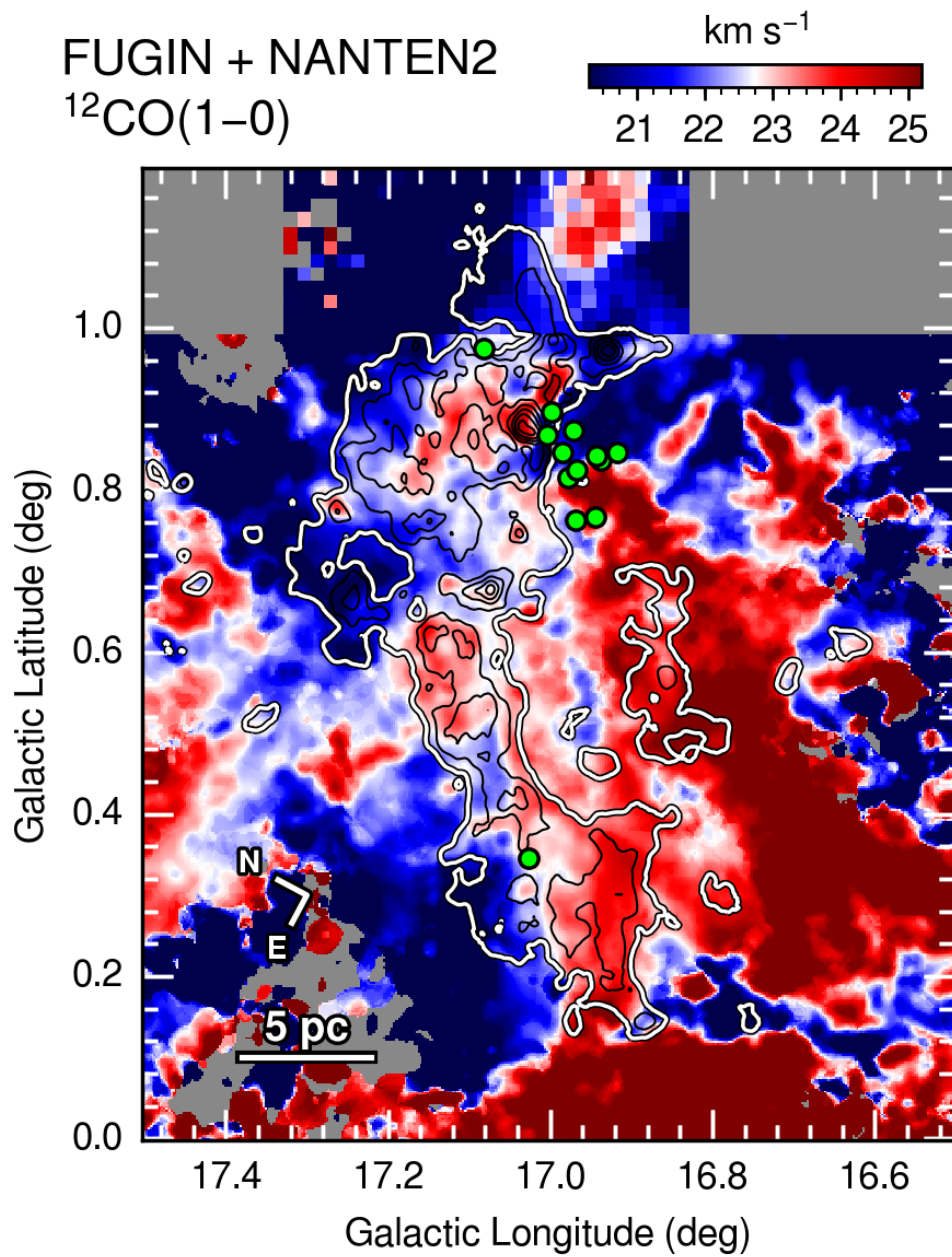 FUGIN + NANTEN2
¹²CO(1−0)
km s⁻¹
21 22 23 24 25
1.0
0.8
0.6
0.4
0.2
0.0
Galactic Latitude (deg)
N
E
5 pc
17.4 17.2 17.0 16.8 16.6
Galactic Longitude (deg)